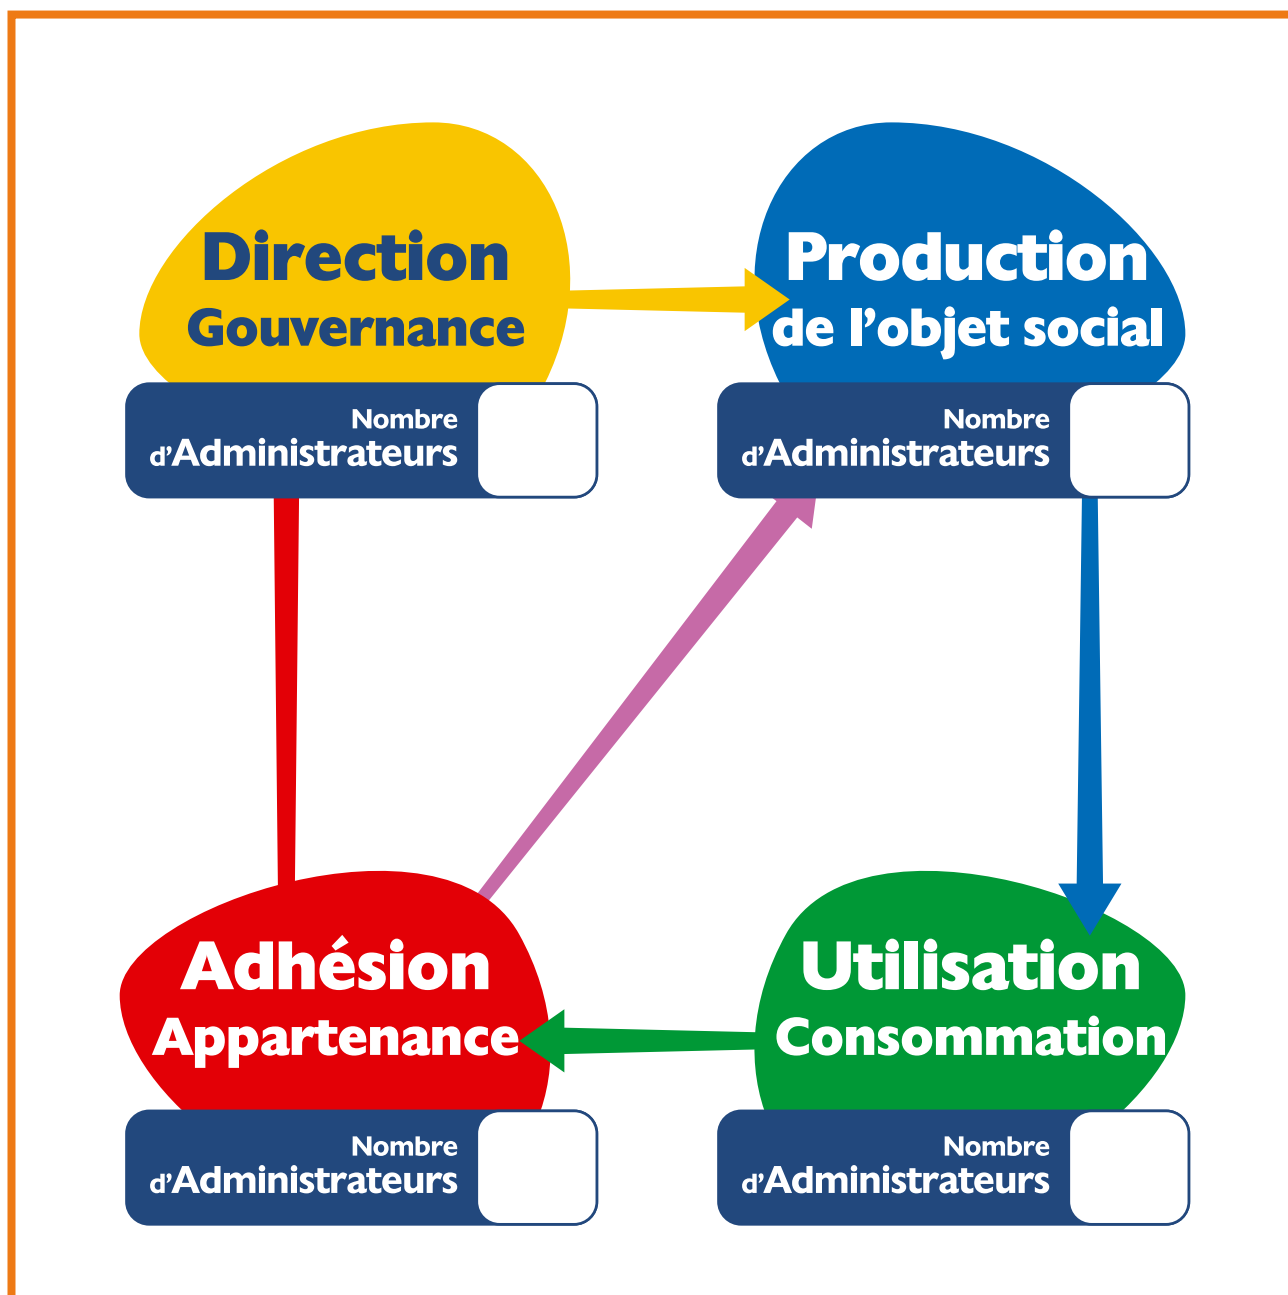 Direction
Gouvernance
Nombre
d’Administrateurs
Production
de l’objet social
Nombre
d’Administrateurs
Adhésion
Appartenance
Nombre
d’Administrateurs
Utilisation
Consommation
Nombre
d’Administrateurs